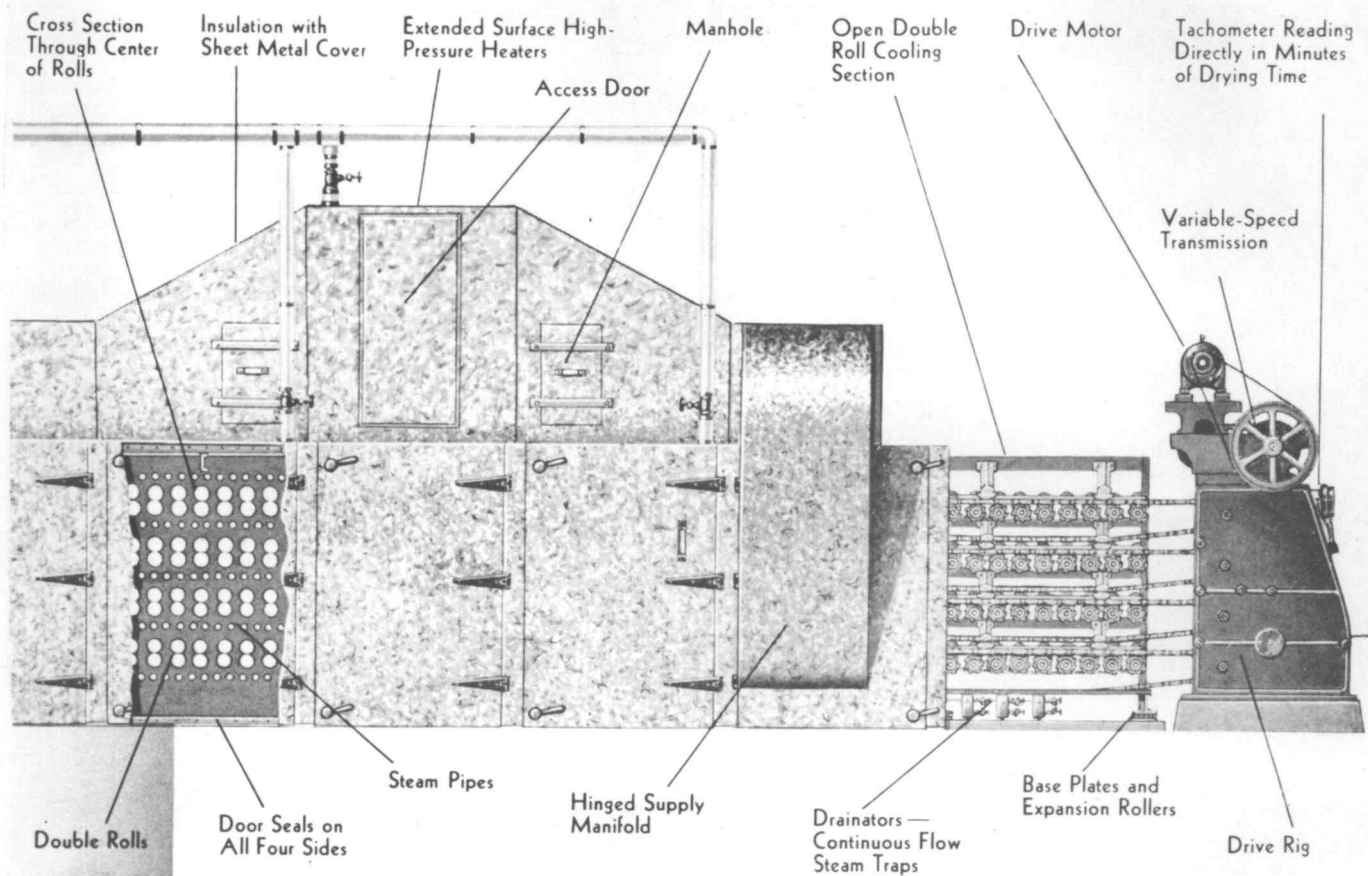 Cross Section
Through Center
of Rolls
Insulation with
Sheet Metal Cover
Extended Surface High-
Pressure Heaters
Access Door
Manhole
Open Double
Roll Cooling
Section
Drive Motor
Tachometer Reading
Directly in Minutes
of Drying Time
Variable-Speed
Transmission
Double Rolls
Door Seals on
All Four Sides
Steam Pipes
Hinged Supply
Manifold
Drainators —
Continuous Flow
Steam Traps
Base Plates and
Expansion Rollers
Drive Rig